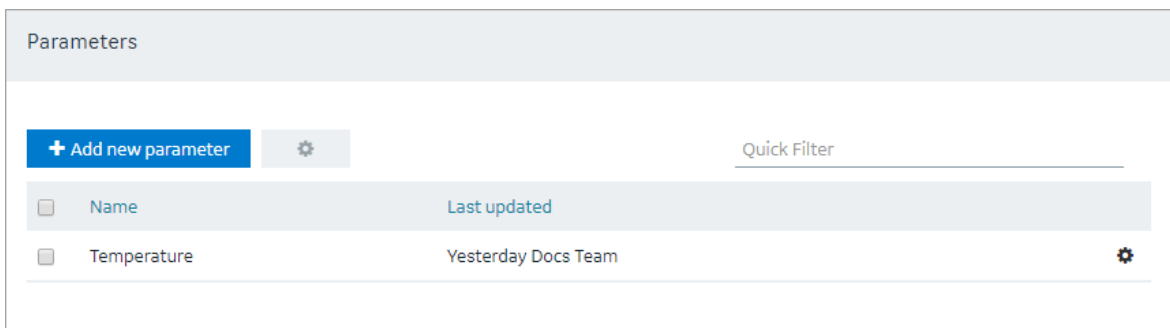 Parameters
Add new parameter
Quick Filter
Name Last updated
Temperature Yesterday Docs Team